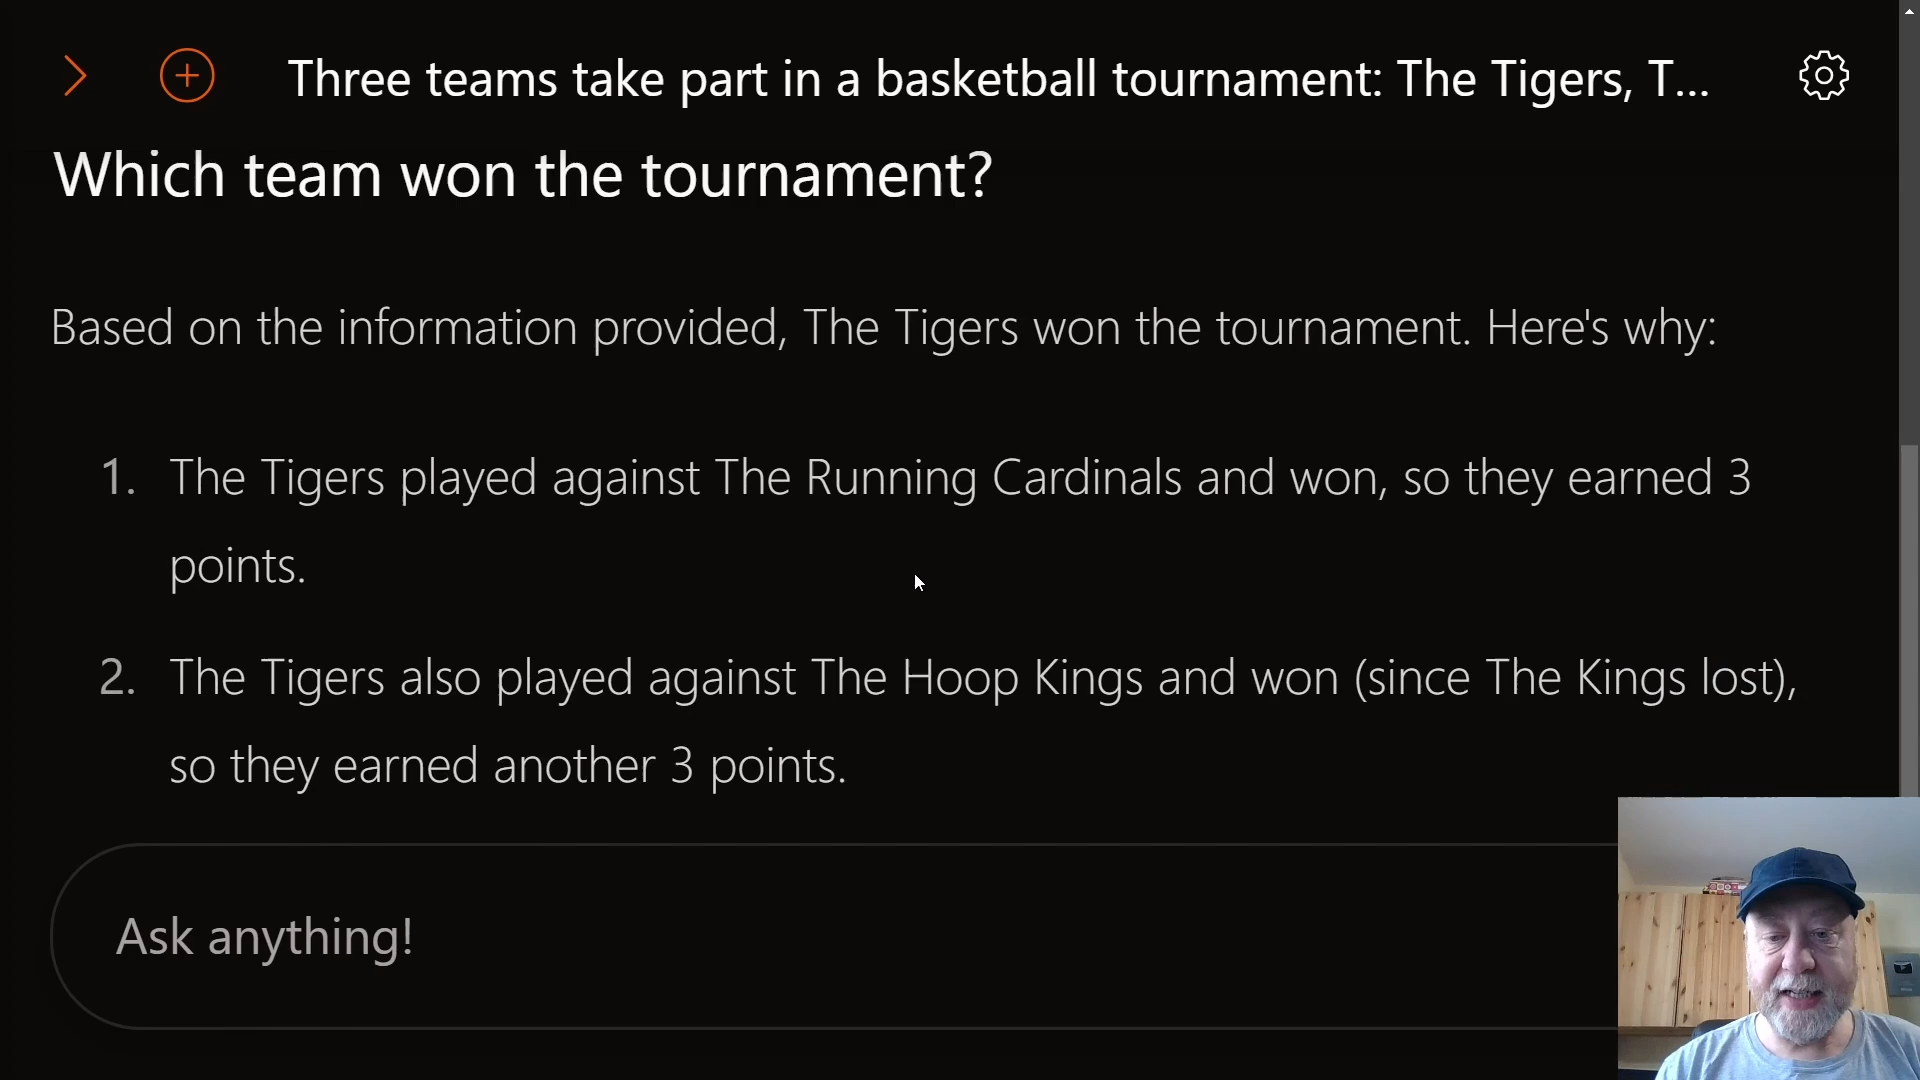 Three teams take part in a basketball tournament: The Tigers, T...
Which team won the tournament?
Based on the information provided, The Tigers won the tournament. Here's why:
1. The Tigers played against The Running Cardinals and won, so they earned 3
points.
2. The Tigers also played against The Hoop Kings and won (since The Kings lost),
so they earned another 3 points.
Ask anything!